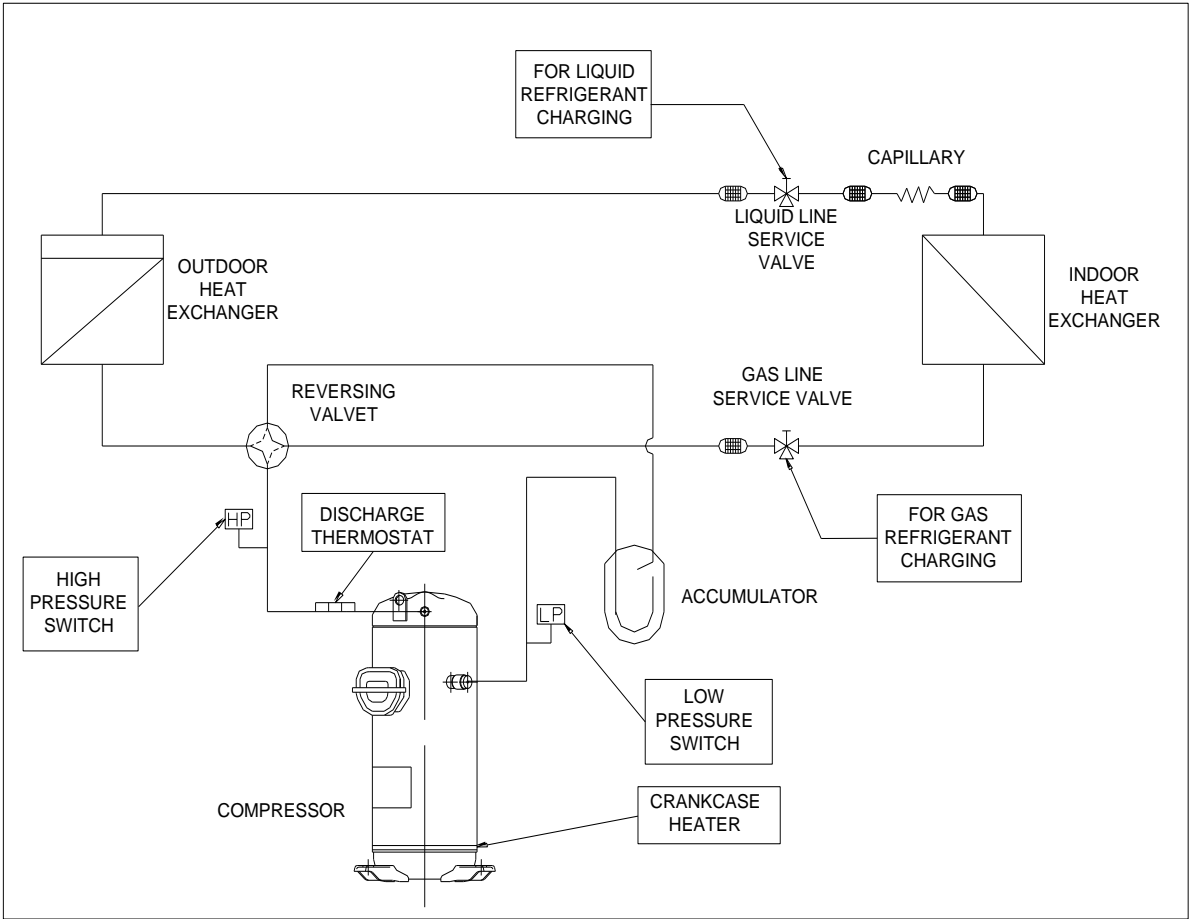 FOR LIQUID
REFRIGERANT
CHARGING
CAPILLARY
LIQUID LINE
SERVICE
VALVE
OUTDOOR
HEAT
EXCHANGER
INDOOR
HEAT
EXCHANGER
REVERSING
VALVET
GAS LINE
SERVICE VALVE
HP
DISCHARGE
THERMOSTAT
FOR GAS
REFRIGERANT
CHARGING
HIGH
PRESSURE
SWITCH
LP
ACCUMULATOR
LOW
PRESSURE
SWITCH
COMPRESSOR
CRANKCASE
HEATER